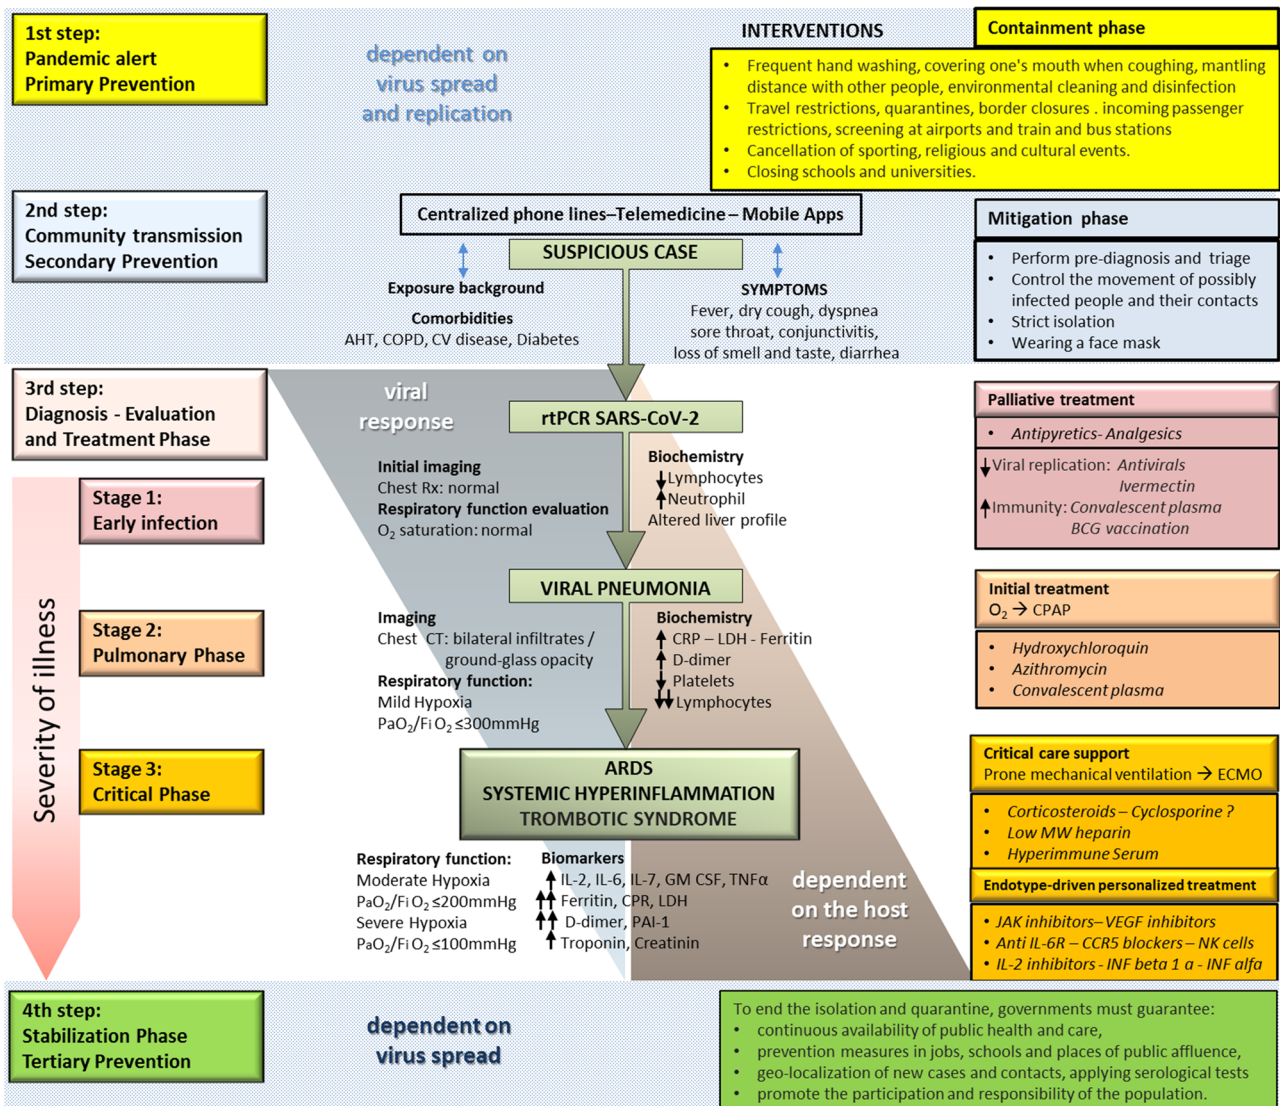 1st step:
Pandemic alert
Primary Prevention
dependent on
virus spread
and replication
INTERVENTIONS
Containment phase
• Frequent hand washing, covering one's mouth when coughing, mantling
distance with other people, environmental cleaning and disinfection
• Travel restrictions, quarantines, border closures . incoming passenger
restrictions, screening at airports and train and bus stations
• Cancellation of sporting, religious and cultural events.
• Closing schools and universities.
2nd step:
Community transmission
Secondary Prevention
Centralized phone lines–Telemedicine – Mobile Apps
SUSPICIOUS CASE
Exposure background
Comorbidities
AHT, COPD, CV disease, Diabetes
SYMPTOMS
Fever, dry cough, dyspnea
sore throat, conjunctivitis,
loss of smell and taste, diarrhea
Mitigation phase
• Perform pre-diagnosis and triage
• Control the movement of possibly
infected people and their contacts
• Strict isolation
• Wearing a face mask
3rd step:
Diagnosis - Evaluation
and Treatment Phase
viral
response
rtPCR SARS-CoV-2
Initial imaging
Chest Rx: normal
Respiratory function evaluation
O₂ saturation: normal
Biochemistry
↓Lymphocytes
↑Neutrophil
Altered liver profile
Palliative treatment
• Antipyretics- Analgesics
↓Viral replication: Antivirals
Ivermectin
↑Immunity: Convalescent plasma
BCG vaccination
Severity of illness
Stage 1:
Early infection
VIRAL PNEUMONIA
Stage 2:
Pulmonary Phase
Imaging
Chest CT: bilateral infiltrates /
ground-glass opacity
Respiratory function:
Mild Hypoxia
PaO₂/Fi O₂ ≤300mmHg
Biochemistry
↑ CRP – LDH - Ferritin
↑ D-dimer
↓ Platelets
↓↓Lymphocytes
Initial treatment
O₂ → CPAP
• Hydroxychloroquin
• Azithromycin
• Convalescent plasma
Stage 3:
Critical Phase
ARDS
SYSTEMIC HYPERINFLAMMATION
TROMBOTIC SYNDROME
Respiratory function:
Moderate Hypoxia
PaO₂/Fi O₂ ≤200mmHg
Severe Hypoxia
PaO₂/Fi O₂ ≤100mmHg
Biomarkers
↑ IL-2, IL-6, IL-7, GM CSF, TNFα
↑↑ Ferritin, CPR, LDH
↑↑ D-dimer, PAI-1
↑ Troponin, Creatinin
dependent
on the host
response
Critical care support
Prone mechanical ventilation → ECMO
• Corticosteroids – Cyclosporine ?
• Low MW heparin
• Hyperimmune Serum
Endotype-driven personalized treatment
• JAK inhibitors– VEGF inhibitors
• Anti IL-6R – CCR5 blockers – NK cells
• IL-2 inhibitors - INF beta 1 a - INF alfa
4th step:
Stabilization Phase
Tertiary Prevention
dependent on
virus spread
To end the isolation and quarantine, governments must guarantee:
• continuous availability of public health and care,
• prevention measures in jobs, schools and places of public affluence,
• geo-localization of new cases and contacts, applying serological tests
• promote the participation and responsibility of the population.